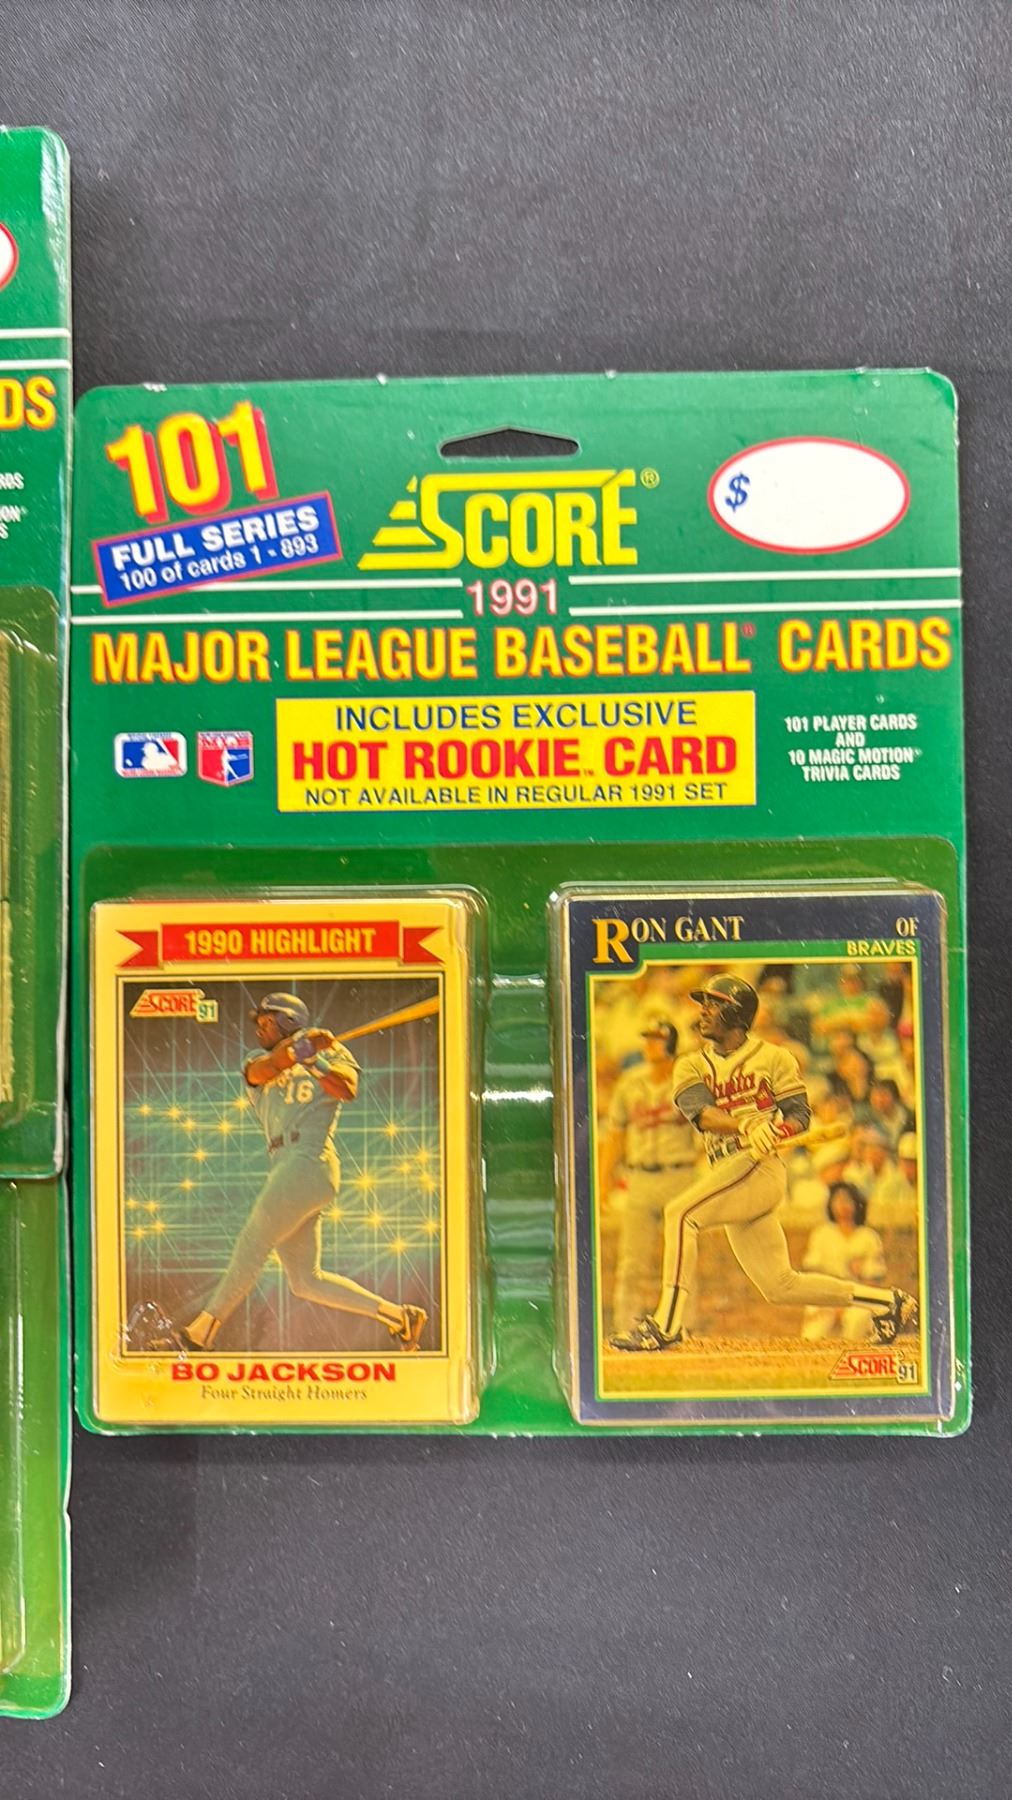 DS
101
FULL SERIES
100 of cards 1 - 893
SCORE®
$
1991
MAJOR LEAGUE BASEBALL® CARDS
INCLUDES EXCLUSIVE
HOT ROOKIE™ CARD
NOT AVAILABLE IN REGULAR 1991 SET
101 PLAYER CARDS
AND
10 MAGIC MOTION™
TRIVIA CARDS
1990 HIGHLIGHT
SCORE 91
16
BO JACKSON
Four Straight Homers
RON GANT
OF
BRAVES
SCORE 91